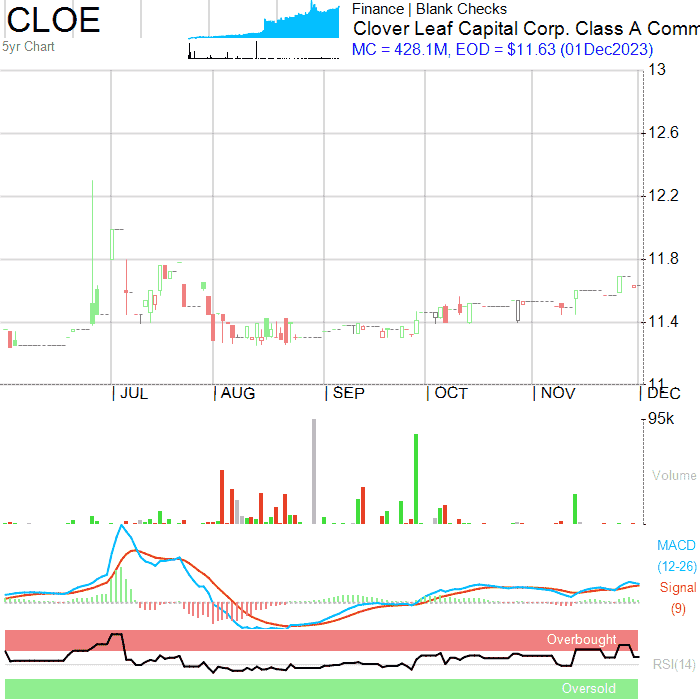 CLOE
5yr Chart
Finance | Blank Checks
Clover Leaf Capital Corp. Class A Comm
MC = 428.1M, EOD = $11.63 (01Dec2023)
13
12.6
12.2
11.8
11.4
11
| JUL | AUG | SEP | OCT | NOV | DEC
95k
Volume
MACD
(12-26)
Signal
(9)
Overbought
RSI(14)
Oversold